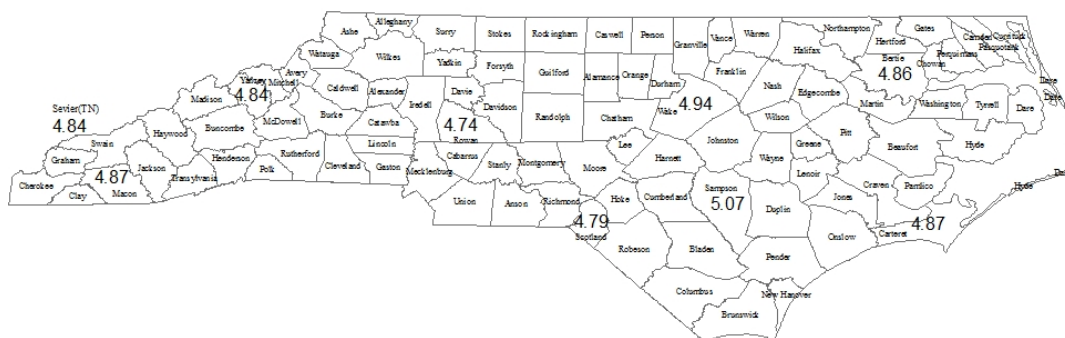 Alleghany
Ashe
Surry
Stokes
Rockingham
Caswell
Person
Granville
Vance
Warren
Northampton
Gates
Camden
Currituck
Pasquotank
Perquimans
Hertford
Halifax
Bertie
4.86
Chowan
Watauga
Wilkes
Yadkin
Forsyth
Guilford
Alamance
Orange
Durham
Franklin
Nash
Edgecombe
Martin
Washington
Tyrrell
Dare
Dare
Dare
Avery
Mitchell
Yancey
4.84
Madison
Caldwell
Alexander
Iredell
Davie
Davidson
4.74
Rowan
Randolph
Chatham
Wake
4.94
Johnston
Wilson
Greene
Pitt
Beaufort
Hyde
Sevier(TN)
4.84
Swain
Haywood
Buncombe
McDowell
Burke
Catawba
Lincoln
Graham
Cherokee
Clay
4.87
Macon
Jackson
Transylvania
Henderson
Polk
Rutherford
Cleveland
Gaston
Mecklenburg
Cabarrus
Stanly
Montgomery
Moore
Lee
Harnett
Wayne
Lenoir
Craven
Pamlico
Hyde
Union
Anson
Richmond
4.79
Scotland
Hoke
Cumberland
Sampson
5.07
Duplin
Jones
Onslow
Carteret
4.87
Robeson
Bladen
Pender
Columbus
New Hanover
Brunswick